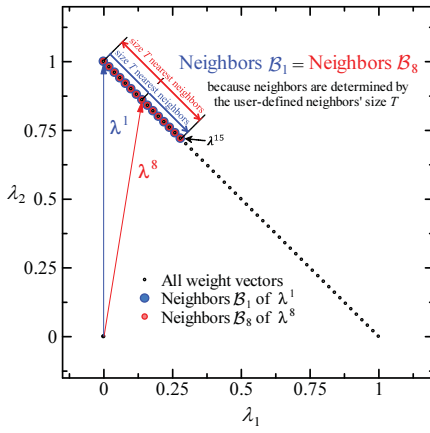 size T nearest neighbors
size T nearest neighbors
Neighbors ℬ₁ = Neighbors ℬ₈
because neighbors are determined by
the user-defined neighbors' size T
λ¹⁵
λ¹
λ⁸
1.00
0.75
0.5
0.25
0
λ₂
All weight vectors
Neighbors ℬ₁ of λ¹
Neighbors ℬ₈ of λ⁸
0 0.25 0.5 0.75 1
λ₁